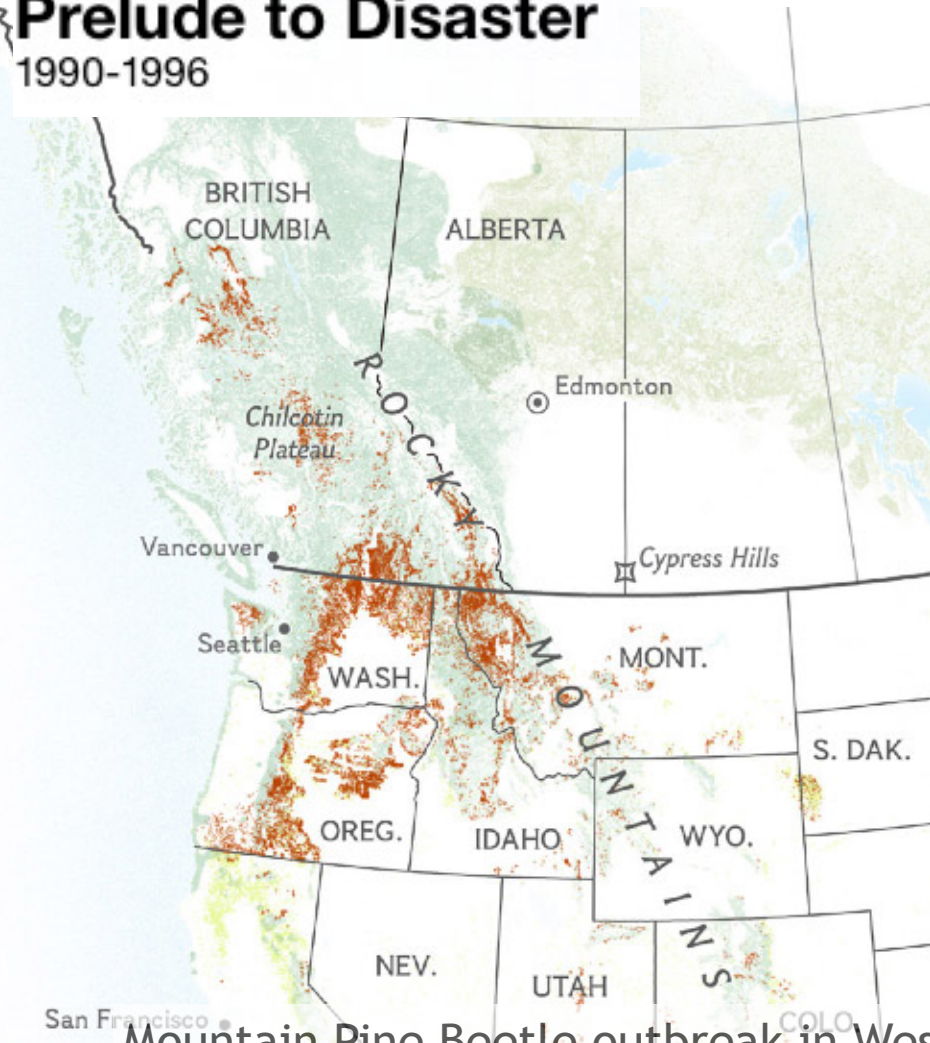 Prelude to Disaster
1990-1996
BRITISH
COLUMBIA
ALBERTA
ROCKY
Edmonton
Chilcotin
Plateau
Vancouver
Cypress Hills
Seattle
WASH.
MONT.
MOUNTAINS
S. DAK.
OREG.
IDAHO
WYO.
NEV.
UTAH
San Francisco
COLO.
Mountain Pine Beetle outbreak in Wes